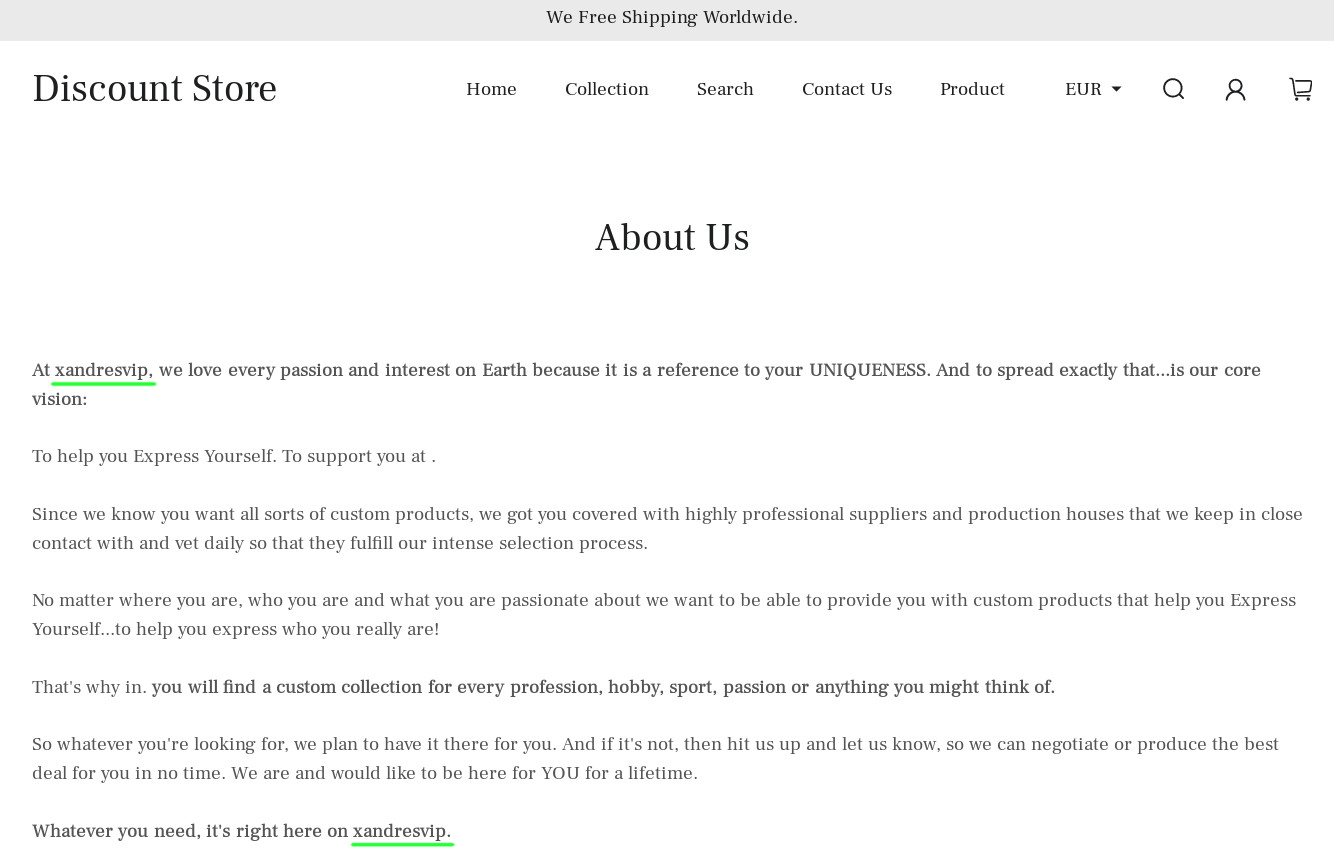 We Free Shipping Worldwide.
Discount Store
Home Collection Search Contact Us Product EUR
About Us
At xandresvip, we love every passion and interest on Earth because it is a reference to your UNIQUENESS. And to spread exactly that...is our core
vision:
To help you Express Yourself. To support you at .
Since we know you want all sorts of custom products, we got you covered with highly professional suppliers and production houses that we keep in close
contact with and vet daily so that they fulfill our intense selection process.
No matter where you are, who you are and what you are passionate about we want to be able to provide you with custom products that help you Express
Yourself...to help you express who you really are!
That's why in. you will find a custom collection for every profession, hobby, sport, passion or anything you might think of.
So whatever you're looking for, we plan to have it there for you. And if it's not, then hit us up and let us know, so we can negotiate or produce the best
deal for you in no time. We are and would like to be here for YOU for a lifetime.
Whatever you need, it's right here on xandresvip.